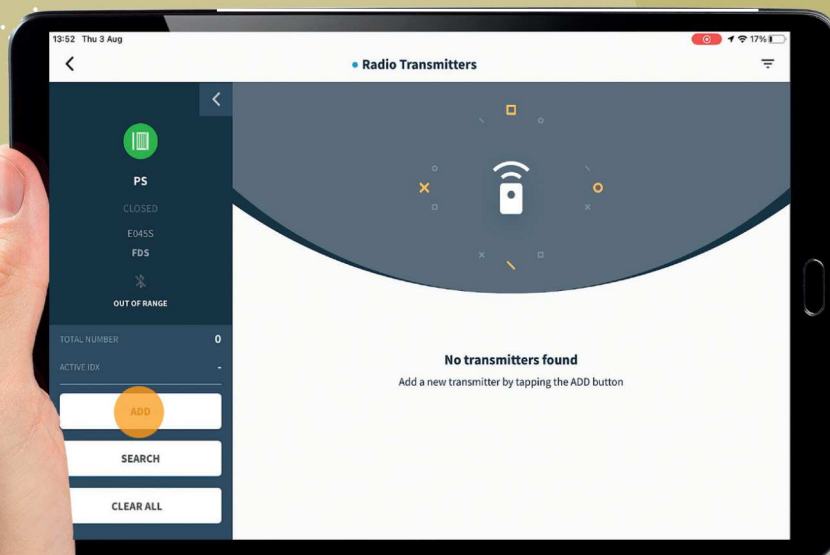 13:52 Thu 3 Aug
17%
Radio Transmitters
PS
CLOSED
E045S
FDS
OUT OF RANGE
TOTAL NUMBER 0
ACTIVE IDX -
ADD
SEARCH
CLEAR ALL
No transmitters found
Add a new transmitter by tapping the ADD button